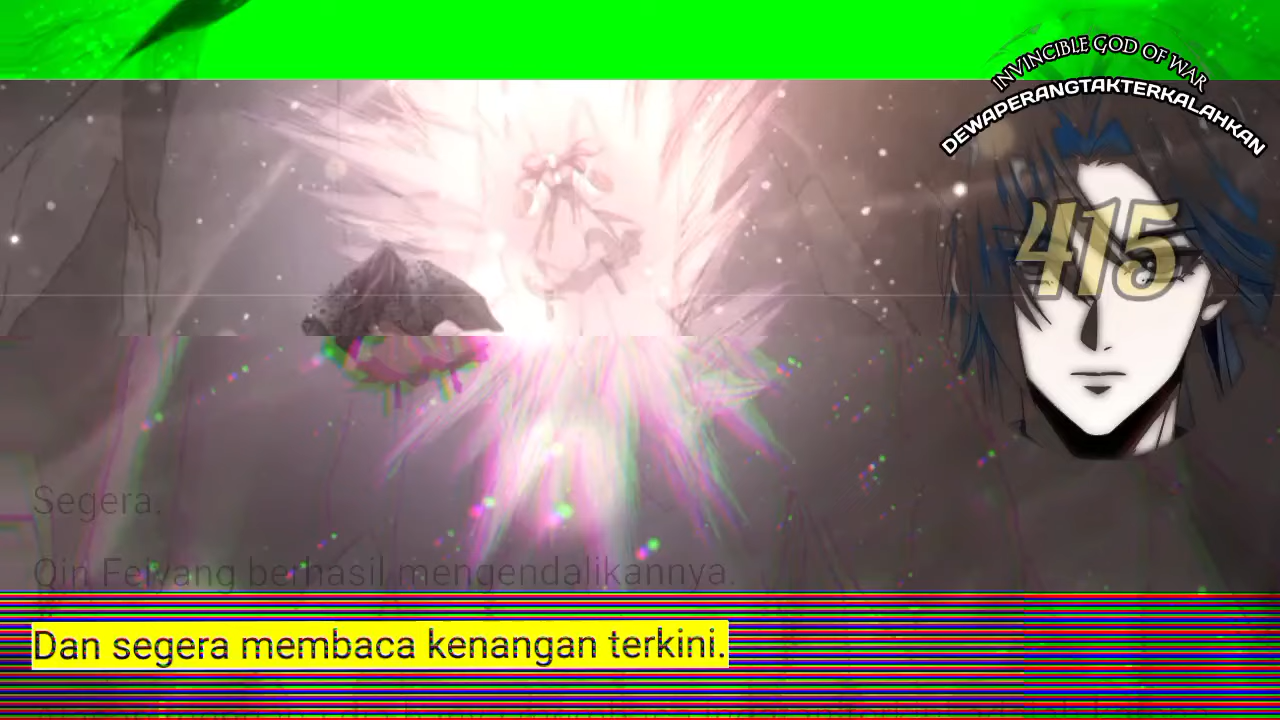 INVINCIBLE GOD OF WAR
DEWAPERANGTAKTERKALAHKAN
415
Segera.
Qin Feiyang berhasil mengendalikannya.
Dan segera membaca kenangan terkini.